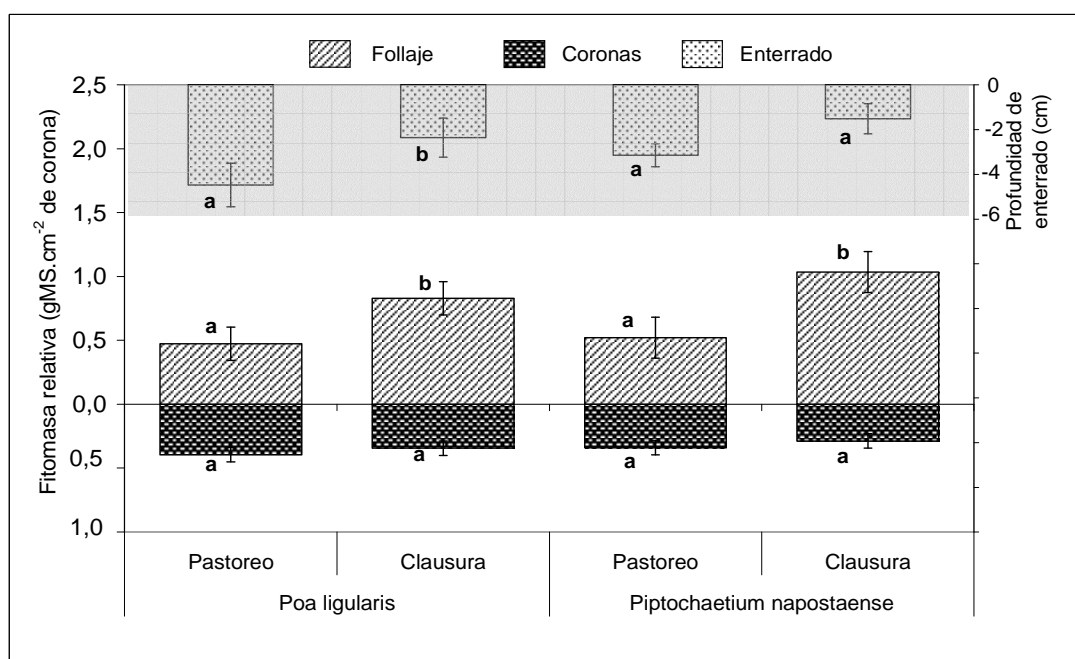 Follaje Coronas Enterrado
Fitomasa relativa (gMS.cm-2 de corona)
2,5
2,0
1,5
1,0
0,5
0,0
0,5
1,0
0
-2
-4
-6
Profundidad de
enterrado (cm)
a b a a
a b a b
a a a a
Pastoreo Clausura Pastoreo Clausura
Poa ligularis Piptochaetium napostaense